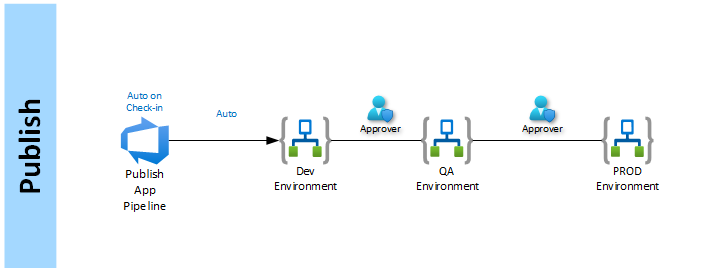 Publish
Auto on
Check-in
Auto
Publish
App
Pipeline
Dev
Environment
Approver
QA
Environment
Approver
PROD
Environment